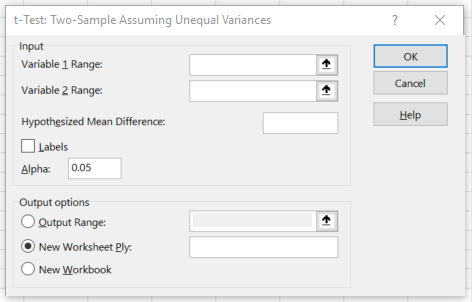 t-Test: Two-Sample Assuming Unequal Variances
?
Input
Variable 1 Range:
Variable 2 Range:
Hypothesized Mean Difference:
Labels
Alpha: 0.05
OK
Cancel
Help
Output options
Output Range:
New Worksheet Ply:
New Workbook